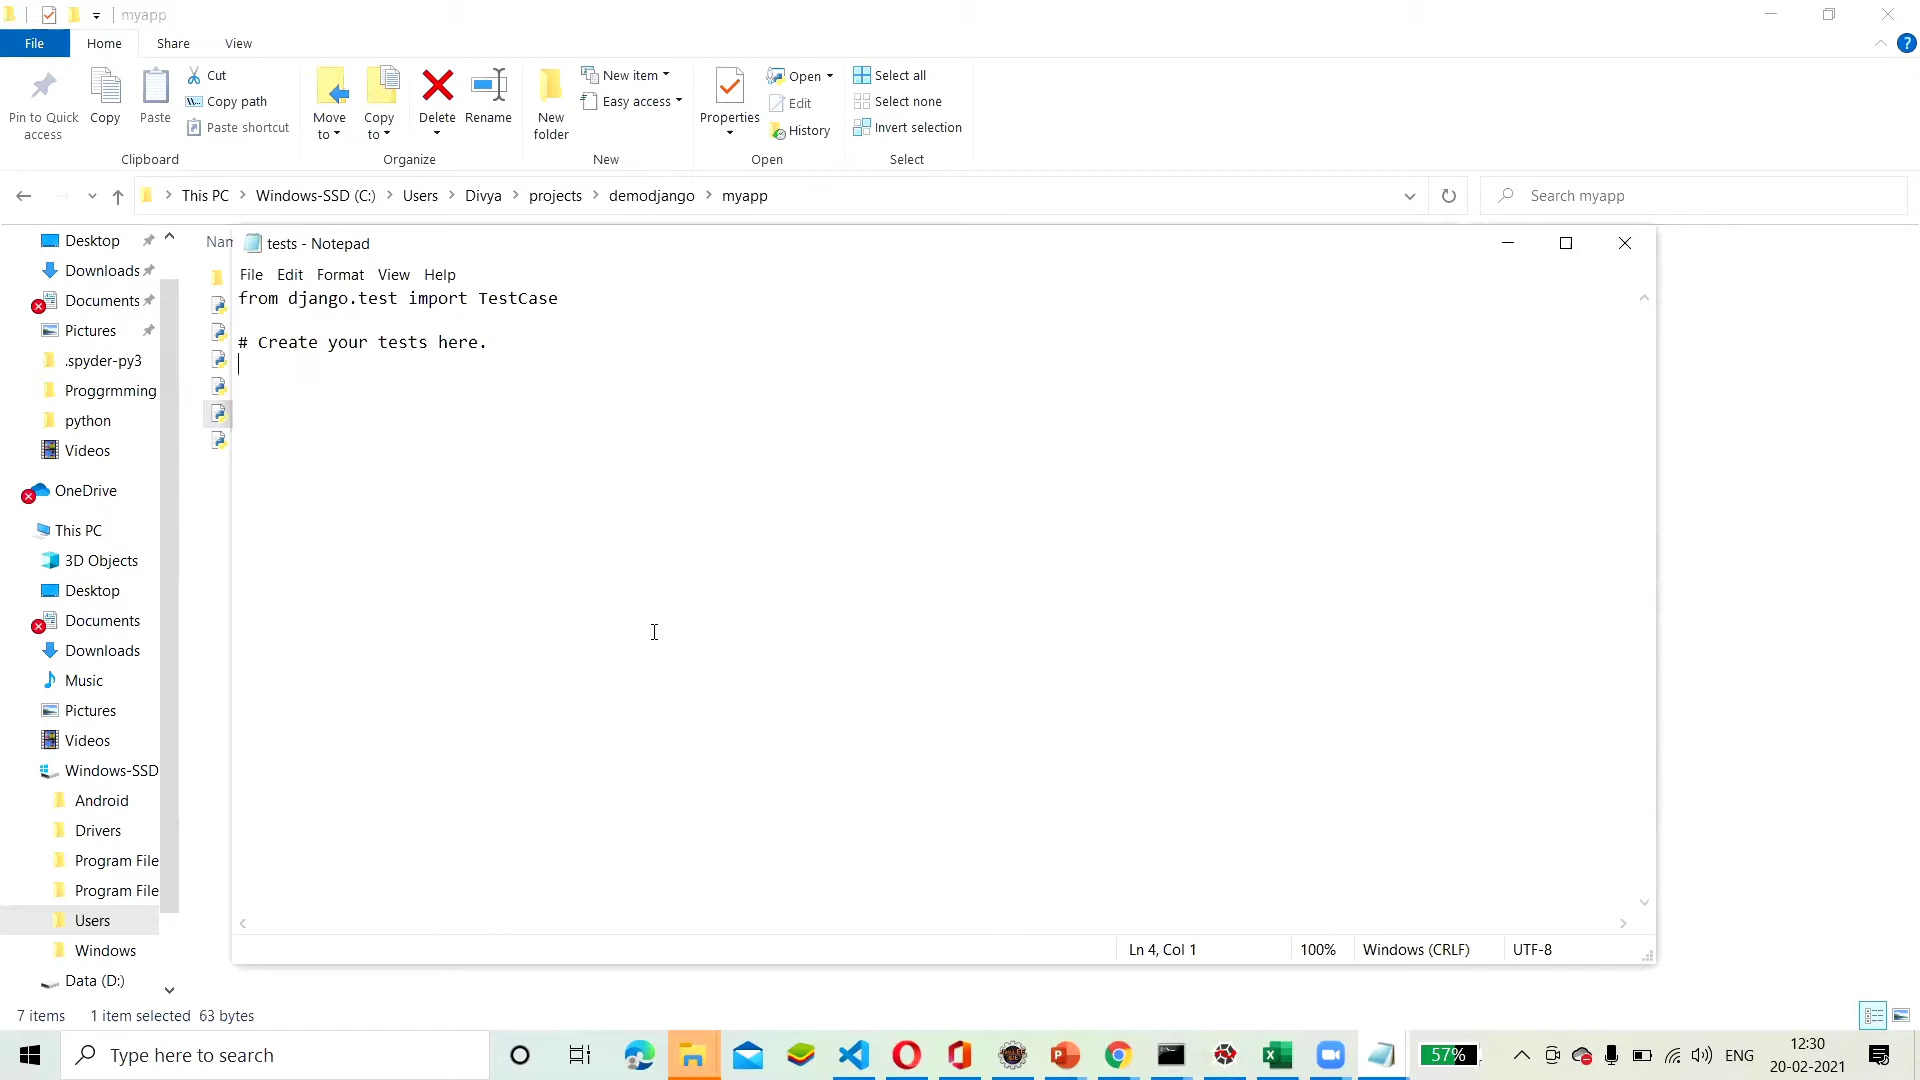 myapp
File Home Share View
Pin to Quick access
Copy
Paste
Cut
Copy path
Paste shortcut
Clipboard
Move to
Copy to
Delete
Rename
Organize
New folder
New item
Easy access
New
Properties
Open
Edit
History
Open
Select all
Select none
Invert selection
Select
This PC > Windows-SSD (C:) > Users > Divya > projects > demodjango > myapp
Search myapp
Desktop
Downloads
Documents
Pictures
.spyder-py3
Proggrmming
python
Videos
OneDrive
This PC
3D Objects
Desktop
Documents
Downloads
Music
Pictures
Videos
Windows-SSD
Android
Drivers
Program File
Program File
Users
Windows
Data (D:)
Nam
tests - Notepad
File Edit Format View Help
from django.test import TestCase
# Create your tests here.
Ln 4, Col 1 100% Windows (CRLF) UTF-8
7 items 1 item selected 63 bytes
Type here to search
57%
ENG
12:30
20-02-2021